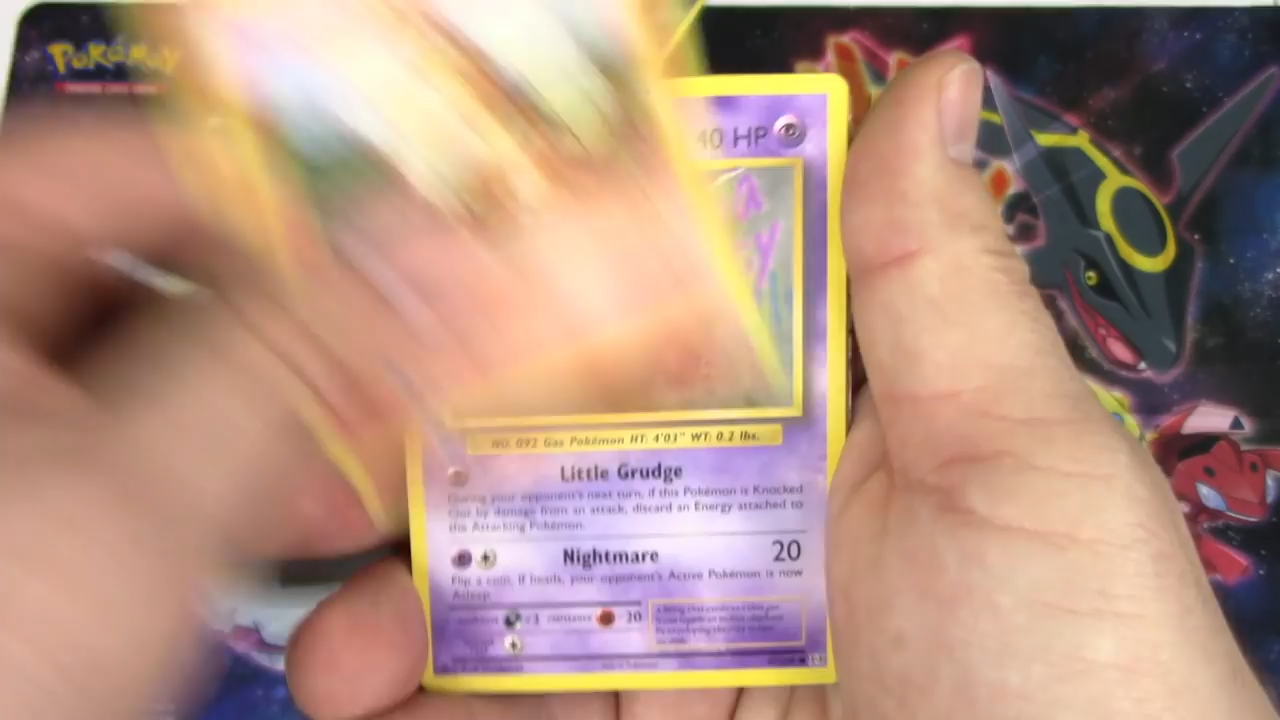 POKéMON
40 HP
NO. 092 Gas Pokémon HT: 4'03" WT: 0.2 lbs.
Little Grudge
During your opponent's next turn, if this Pokémon is Knocked
Out by damage from an attack, discard an Energy attached to
the Attacking Pokémon.
Nightmare 20
Flip a coin. If heads, your opponent's Active Pokémon is now
Asleep.
resistance 20